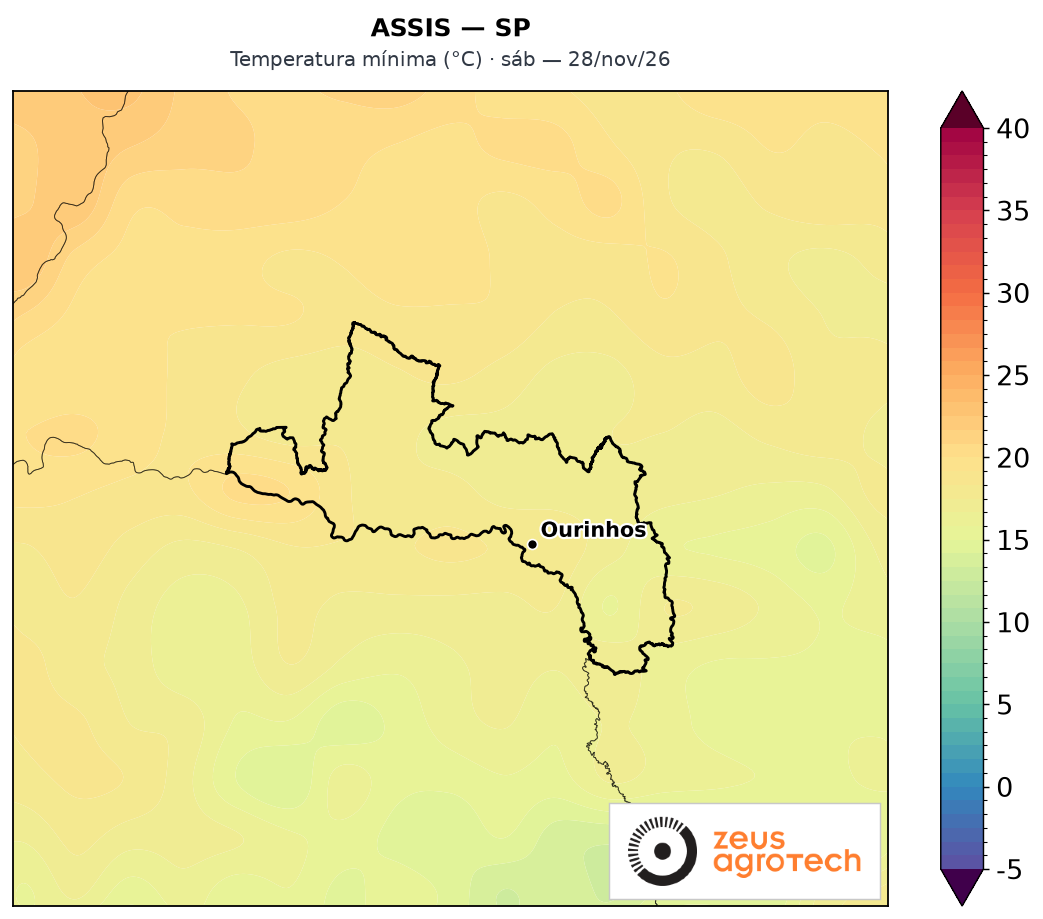 ASSIS — SP
Temperatura mínima (°C) · sáb — 28/nov/26
40
35
30
25
20
15
10
5
0
-5
Ourinhos
zeus
agrotech